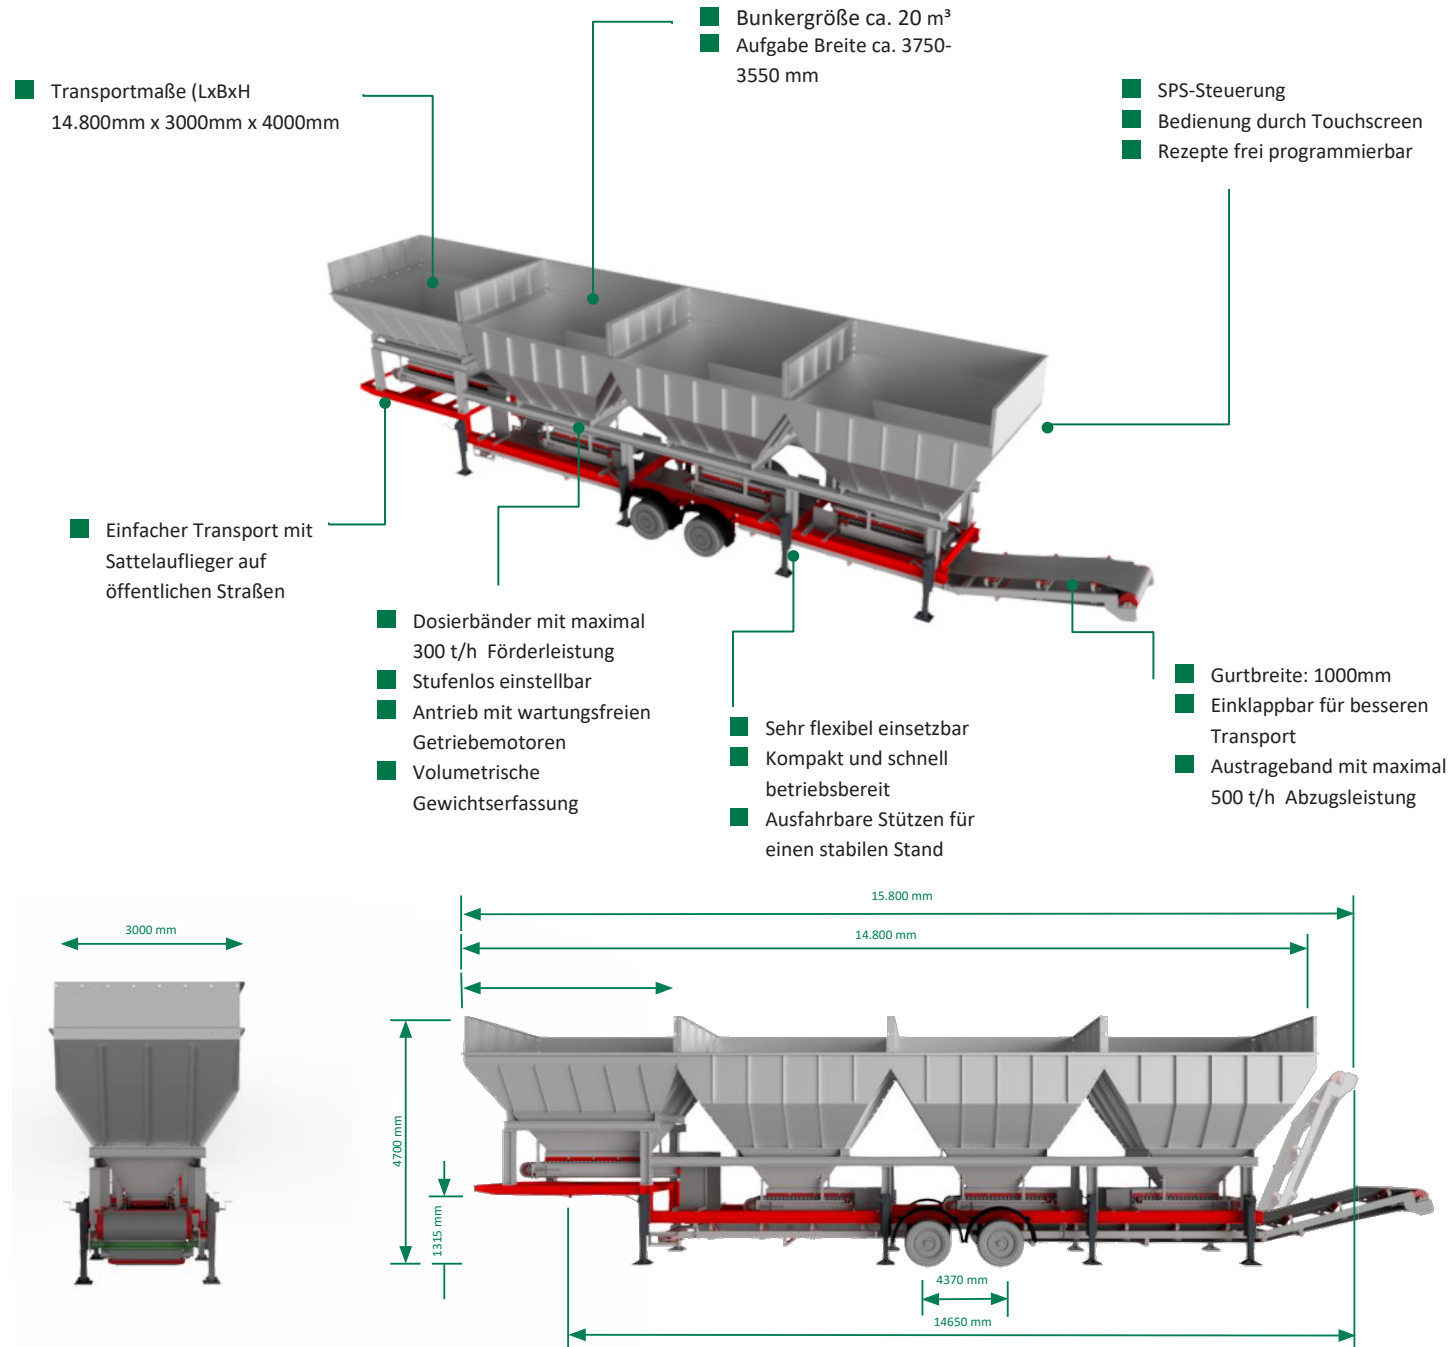 Bunkergröße ca. 20 m³
Aufgabe Breite ca. 3750-
3550 mm
Transportmaße (LxBxH
14.800mm x 3000mm x 4000mm
SPS-Steuerung
Bedienung durch Touchscreen
Rezepte frei programmierbar
Einfacher Transport mit
Sattelauflieger auf
öffentlichen Straßen
Dosierbänder mit maximal
300 t/h Förderleistung
Stufenlos einstellbar
Antrieb mit wartungsfreien
Getriebemotoren
Volumetrische
Gewichtserfassung
Sehr flexibel einsetzbar
Kompakt und schnell
betriebsbereit
Ausfahrbare Stützen für
einen stabilen Stand
Gurtbreite: 1000mm
Einklappbar für besseren
Transport
Austrageband mit maximal
500 t/h Abzugsleistung
3000 mm
15.800 mm
14.800 mm
4700 mm
1315 mm
4370 mm
14650 mm